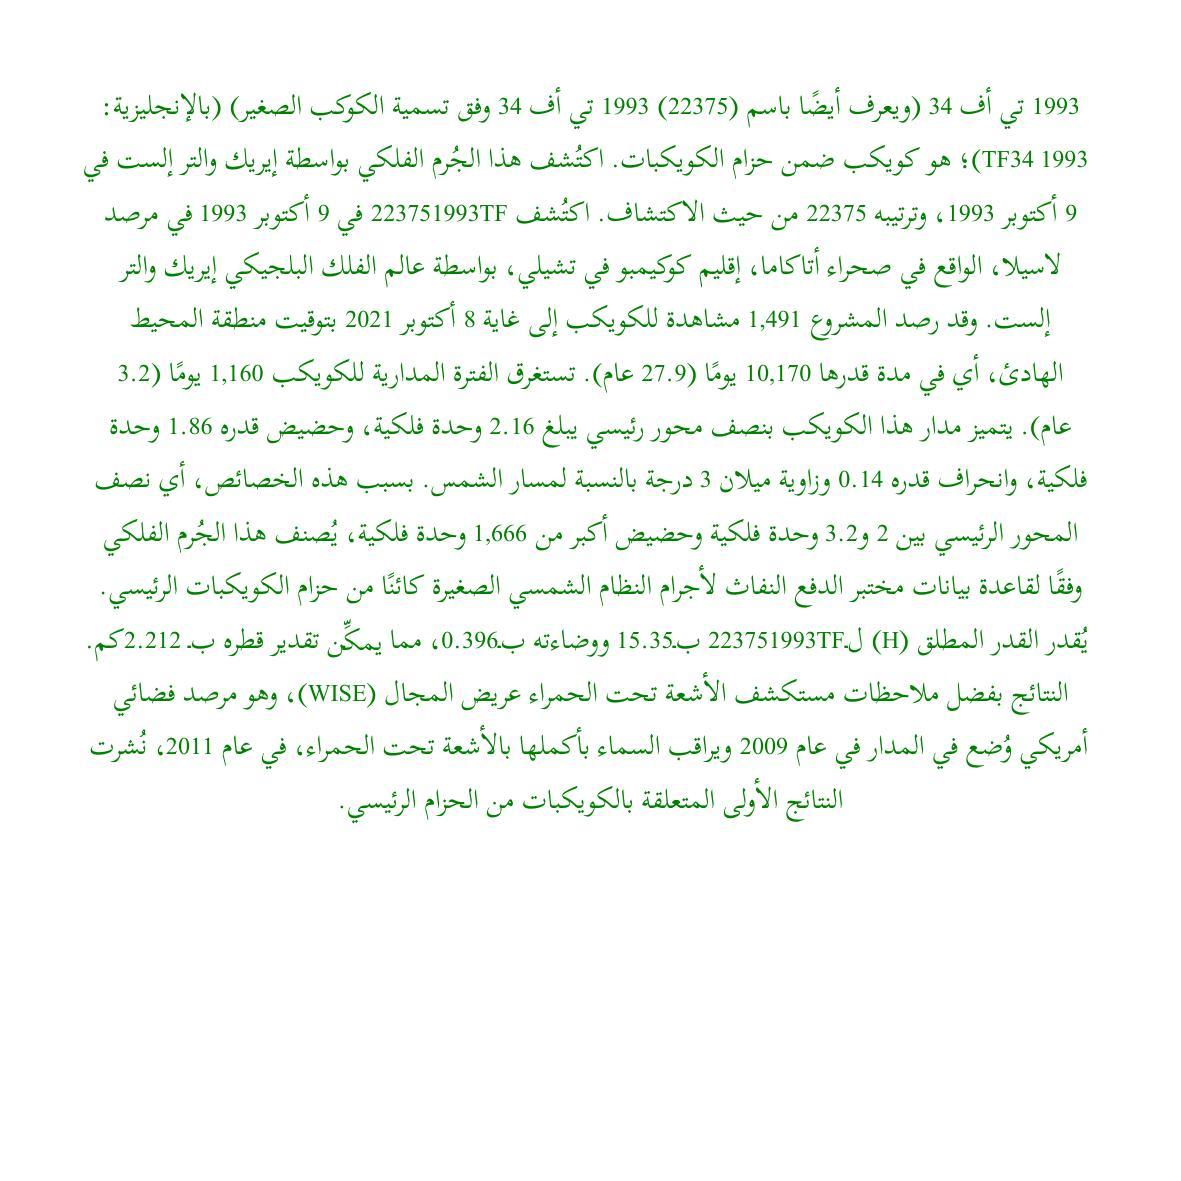 1993 تي أف 34 (ويعرف أيضًا باسم (22375) 1993 تي أف 34 وفق تسمية الكوكب الصغير) (بالإنجليزية:
1993 TF34)؛ هو كويكب ضمن حزام الكويكبات. اكتُشف هذا الجُرم الفلكي بواسطة إيريك والتر إلست في
9 أكتوبر 1993، وترتيبه 22375 من حيث الاكتشاف. اكتُشف 223751993TF في 9 أكتوبر 1993 في مرصد
لاسيلا، الواقع في صحراء أتاكاما، إقليم كوكيمبو في تشيلي، بواسطة عالم الفلك البلجيكي إيريك والتر
إلست. وقد رصد المشروع 1,491 مشاهدة للكويكب إلى غاية 8 أكتوبر 2021 بتوقيت منطقة المحيط
الهادئ، أي في مدة قدرها 10,170 يومًا (27.9 عام). تستغرق الفترة المدارية للكويكب 1,160 يومًا (3.2
عام). يتميز مدار هذا الكويكب بنصف محور رئيسي يبلغ 2.16 وحدة فلكية، وحضيض قدره 1.86 وحدة
فلكية، وانحراف قدره 0.14 وزاوية ميلان 3 درجة بالنسبة لمسار الشمس. بسبب هذه الخصائص، أي نصف
المحور الرئيسي بين 2 و3.2 وحدة فلكية وحضيض أكبر من 1,666 وحدة فلكية، يُصنف هذا الجُرم الفلكي
وفقًا لقاعدة بيانات مختبر الدفع النفاث لأجرام النظام الشمسي الصغيرة كائنًا من حزام الكويكبات الرئيسي.
يُقدر القدر المطلق (H) لـ223751993TF بـ15.35 ووضاءته بـ0.396، مما يمكِّن تقدير قطره بـ 2.212كم.
النتائج بفضل ملاحظات مستكشف الأشعة تحت الحمراء عريض المجال (WISE)، وهو مرصد فضائي
أمريكي وُضع في المدار في عام 2009 ويراقب السماء بأكملها بالأشعة تحت الحمراء، في عام 2011، نُشرت
النتائج الأولى المتعلقة بالكويكبات من الحزام الرئيسي.